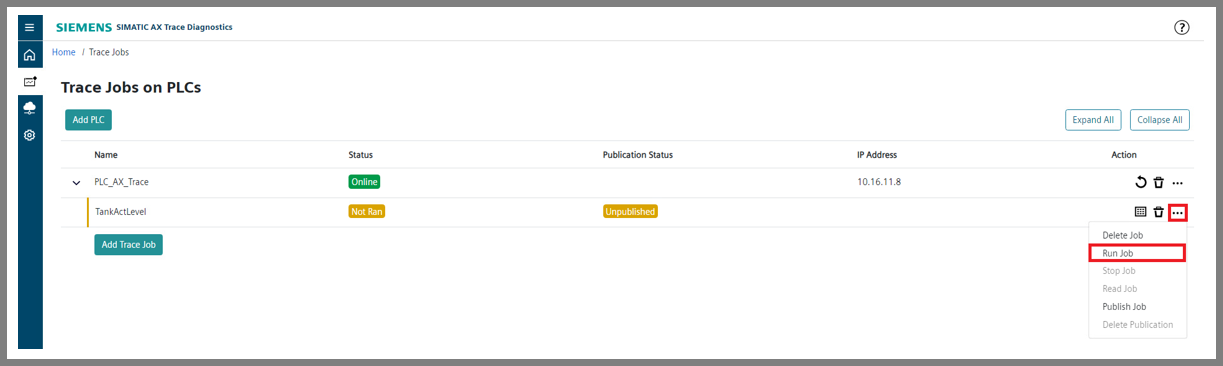 SIEMENS SIMATIC AX Trace Diagnostics
Home / Trace Jobs
Trace Jobs on PLCs
Add PLC Expand All Collapse All
Name Status Publication Status IP Address Action
PLC_AX_Trace Online 10.16.11.8
TankActLevel Not Ran Unpublished
Add Trace Job
Delete Job
Run Job
Stop Job
Read Job
Publish Job
Delete Publication